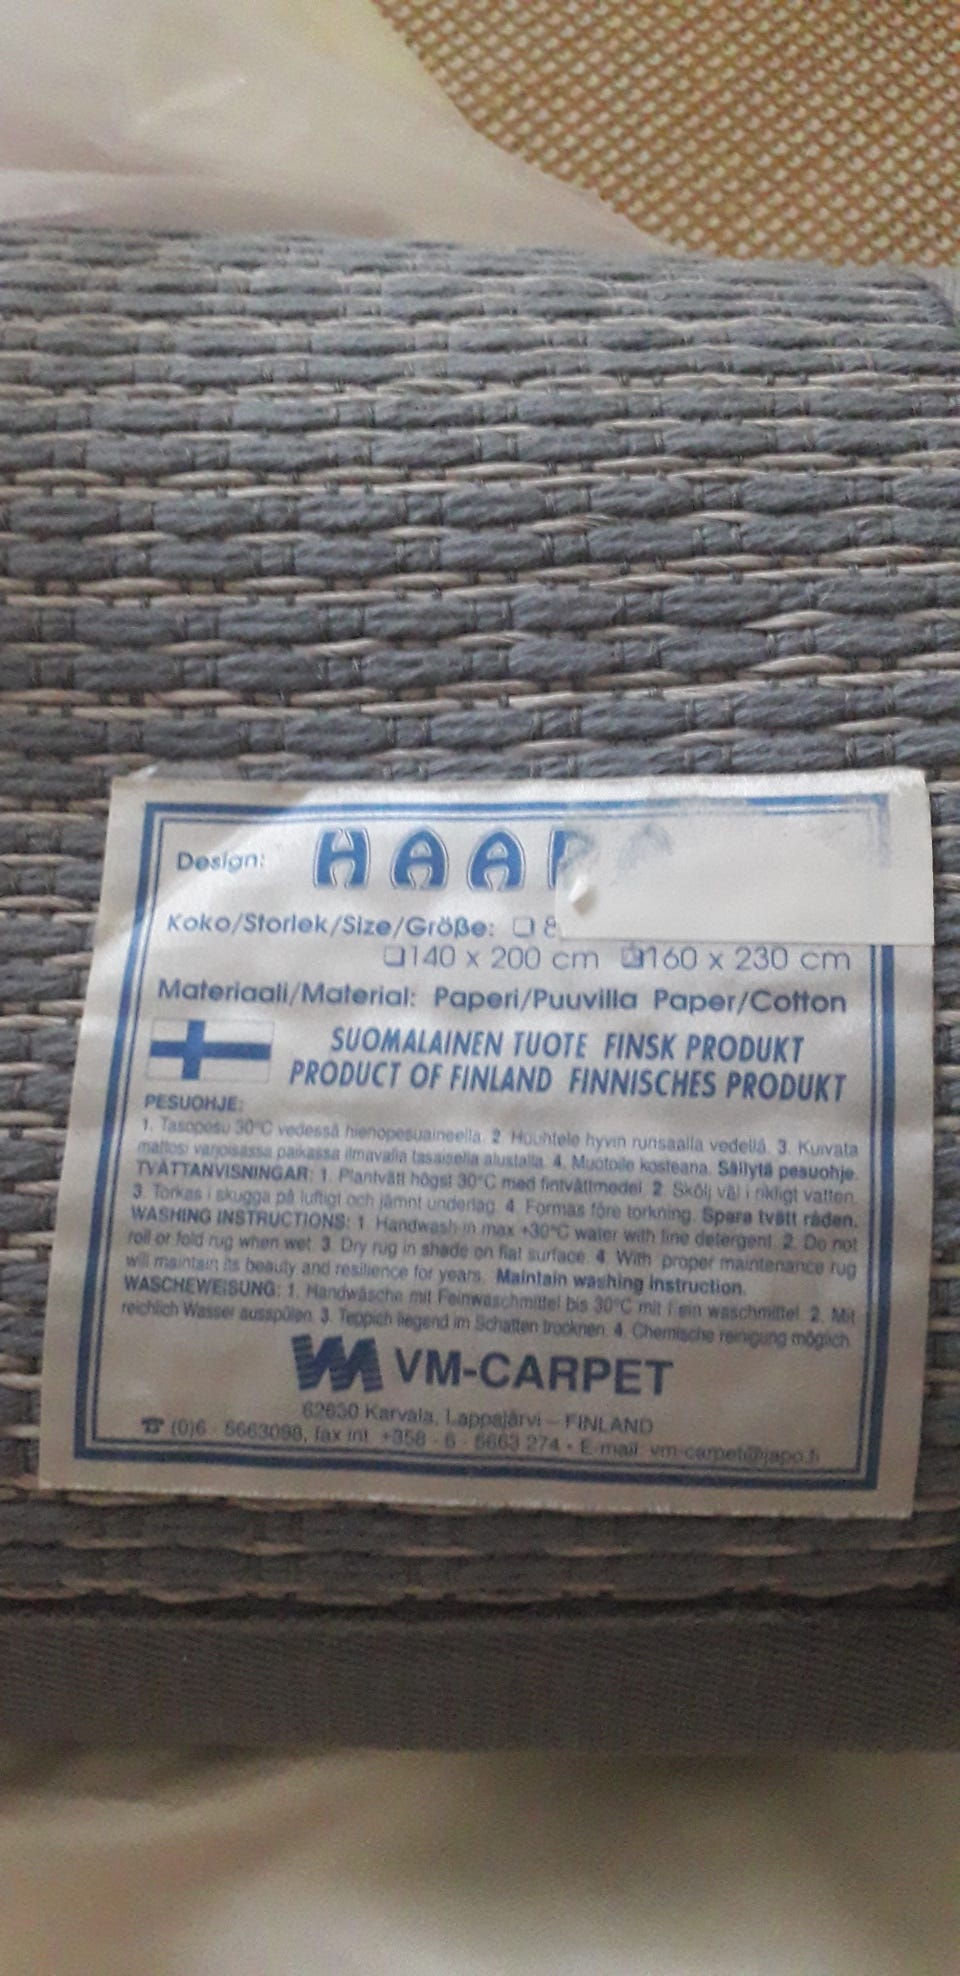 Design: HAAP
Koko/Storlek/Size/Größe: ❏ 8
❏140 x 200 cm ❏160 x 230 cm
Materiaali/Material: Paperi/Puuvilla Paper/Cotton
SUOMALAINEN TUOTE FINSK PRODUKT
PRODUCT OF FINLAND FINNISCHES PRODUKT
PESUOHJE:
1. Tasopesu 30°C vedessä hienopesuaineella. 2. Huuhtele hyvin runsaalla vedellä. 3. Kuivata
mattosi varjoisassa paikassa ilmavalla tasaisella alustalla. 4. Muotoile kosteana. Säilytä pesuohje.
TVÄTTANVISNINGAR: 1. Plantvätt högst 30°C med fintvättmedel. 2. Skölj väl i rikligt vatten.
3. Torkas i skugga på luftigt och jämnt underlag. 4. Formas före torkning. Spara tvätt råden.
WASHING INSTRUCTIONS: 1. Handwash in max +30°C water with fine detergent. 2. Do not
roll or fold rug when wet. 3. Dry rug in shade on flat surface. 4. With proper maintenance rug
will maintain its beauty and resilience for years. Maintain washing instruction.
WASCHEWEISUNG: 1. Handwäsche mit Feinwaschmittel bis 30°C mit Fein waschmittel. 2. Mit
reichlich Wasser ausspülen. 3. Teppich liegend im Schatten trocknen. 4. Chemische reinigung möglich.
VM VM-CARPET
62630 Karvala, Lappajärvi – FINLAND
☎ (0)6 - 5663098, fax int. +358 - 6 - 5663 274 • E-mail: vm-carpet@japo.fi